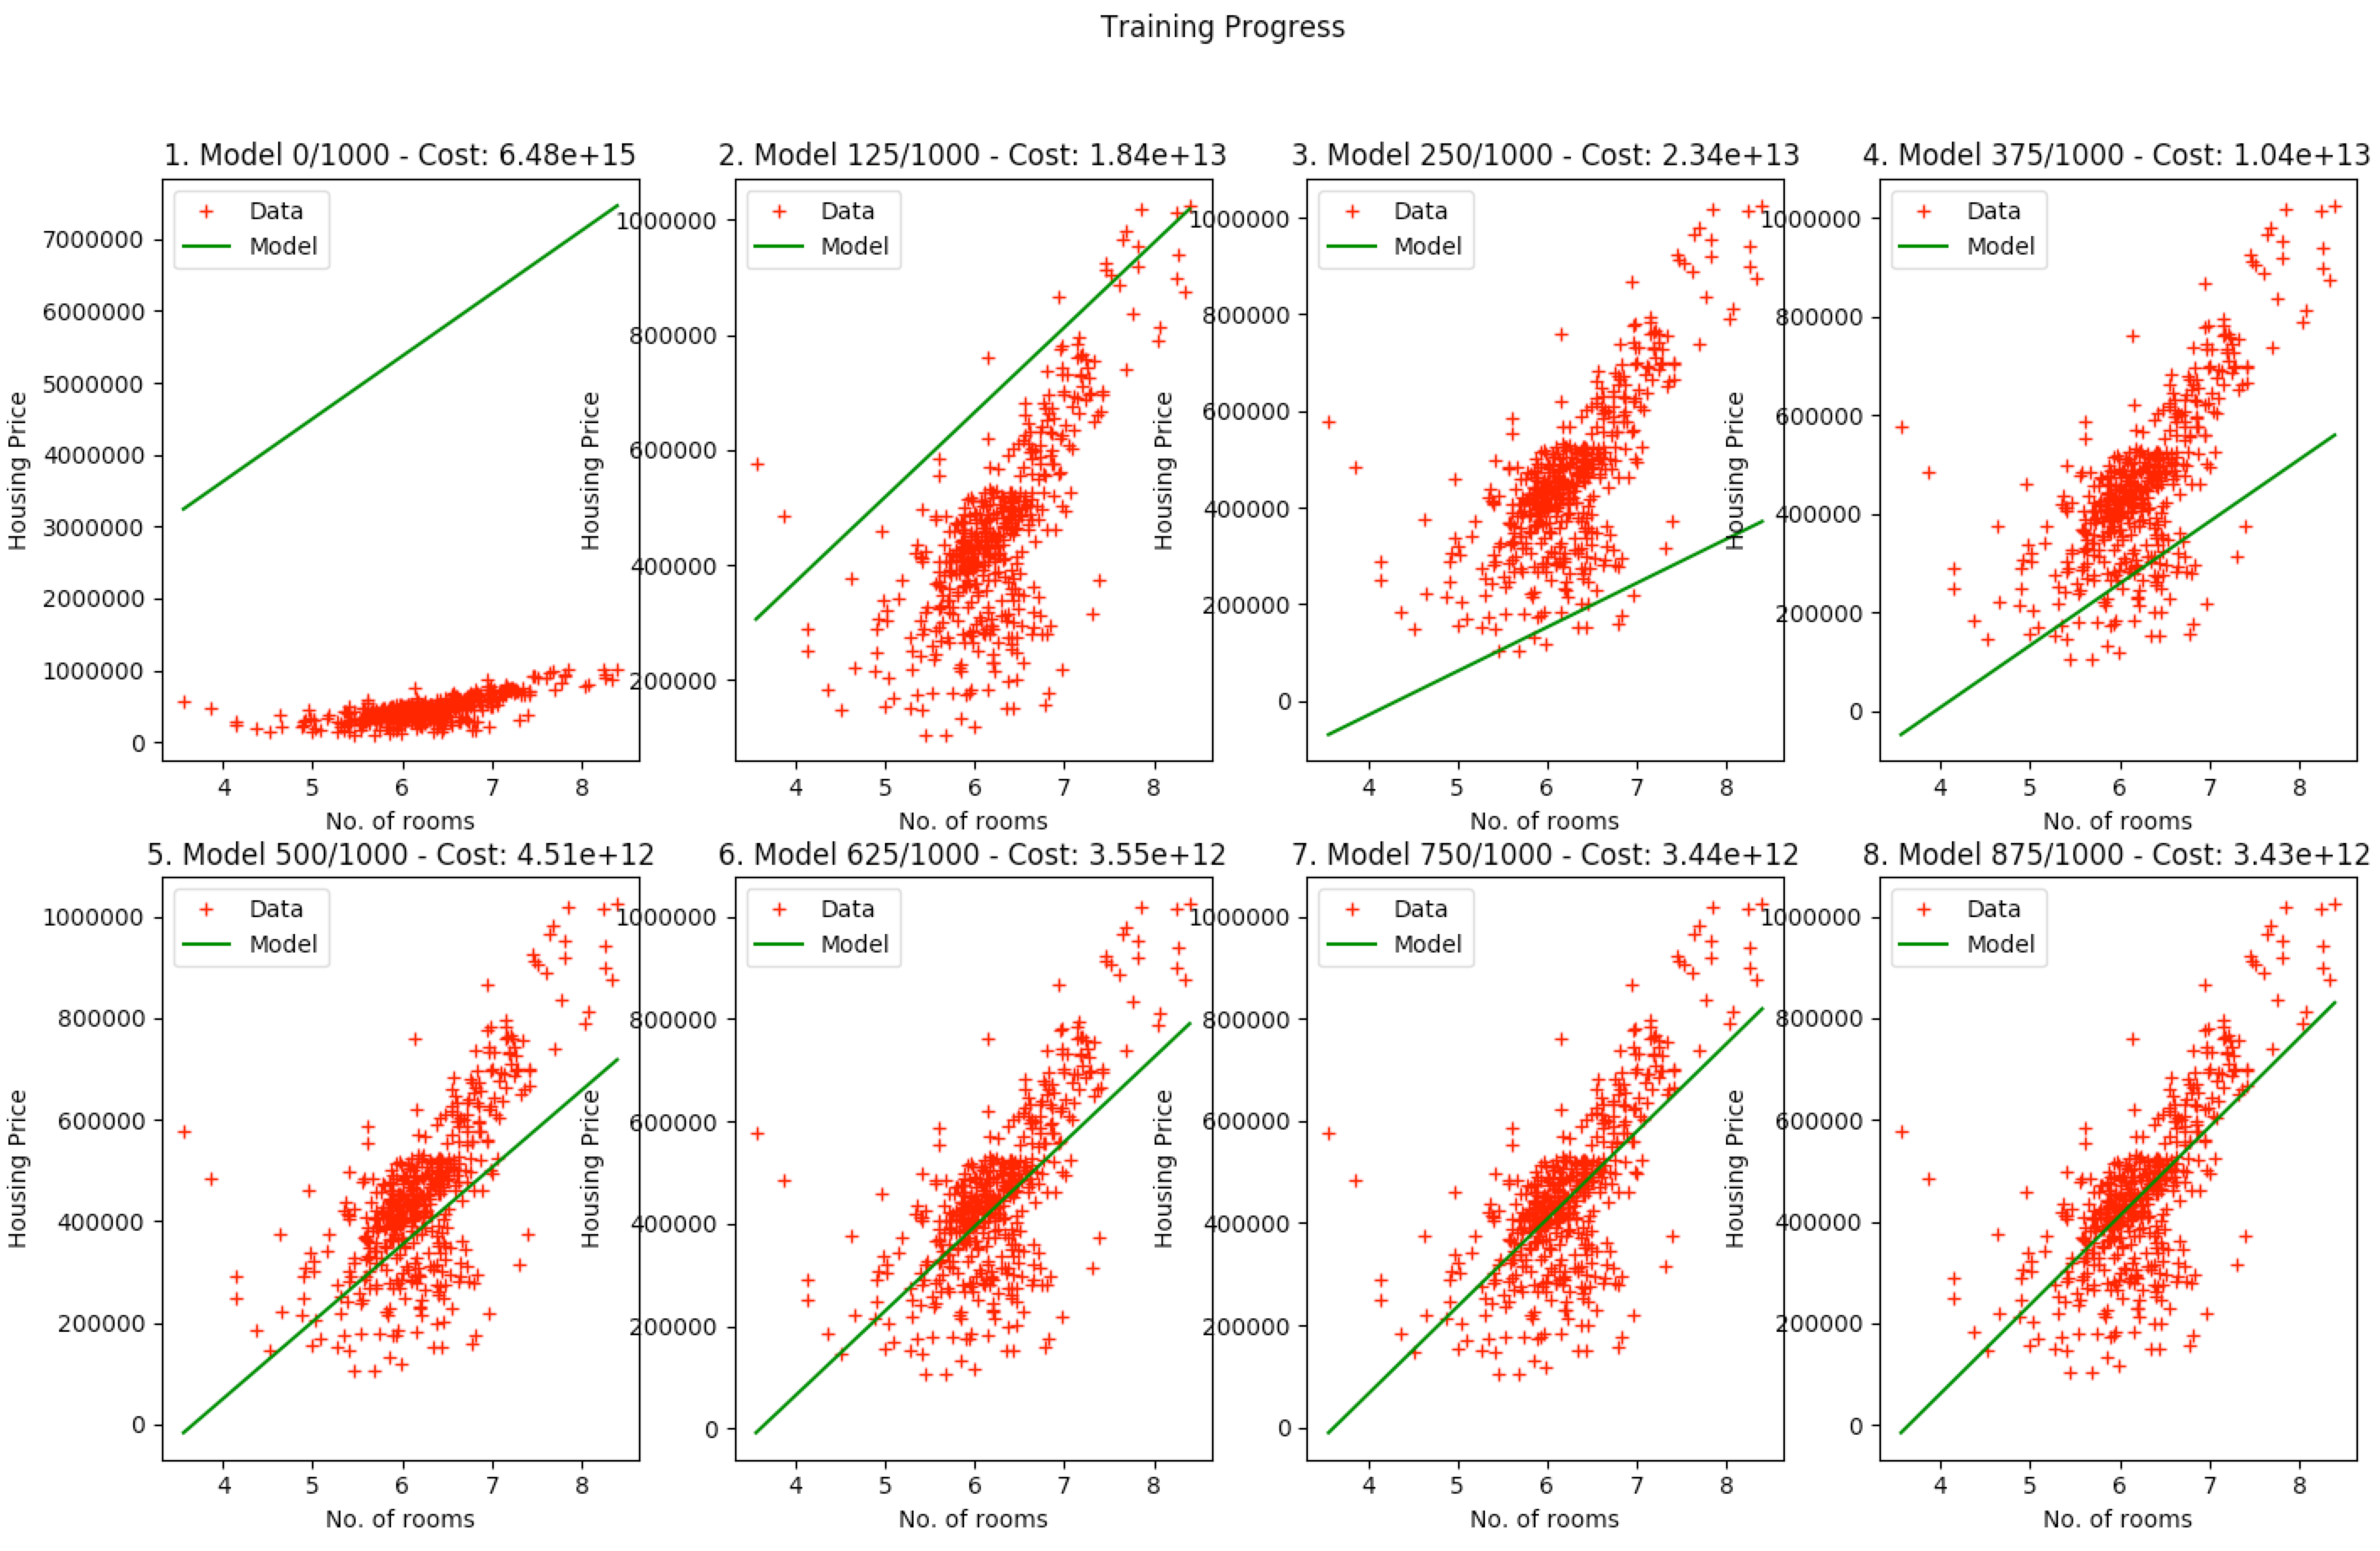 Training Progress
1. Model 0/1000 - Cost: 6.48e+15
Data
Model
7000000
6000000
5000000
4000000
3000000
2000000
1000000
0
Housing Price
4 5 6 7 8
No. of rooms
2. Model 125/1000 - Cost: 1.84e+13
Data
Model
1000000
800000
600000
400000
200000
Housing Price
4 5 6 7 8
No. of rooms
3. Model 250/1000 - Cost: 2.34e+13
Data
Model
1000000
800000
600000
400000
200000
0
Housing Price
4 5 6 7 8
No. of rooms
4. Model 375/1000 - Cost: 1.04e+13
Data
Model
1000000
800000
600000
400000
200000
0
Housing Price
4 5 6 7 8
No. of rooms
5. Model 500/1000 - Cost: 4.51e+12
Data
Model
1000000
800000
600000
400000
200000
0
Housing Price
4 5 6 7 8
No. of rooms
6. Model 625/1000 - Cost: 3.55e+12
Data
Model
1000000
800000
600000
400000
200000
0
Housing Price
4 5 6 7 8
No. of rooms
7. Model 750/1000 - Cost: 3.44e+12
Data
Model
1000000
800000
600000
400000
200000
0
Housing Price
4 5 6 7 8
No. of rooms
8. Model 875/1000 - Cost: 3.43e+12
Data
Model
1000000
800000
600000
400000
200000
0
Housing Price
4 5 6 7 8
No. of rooms